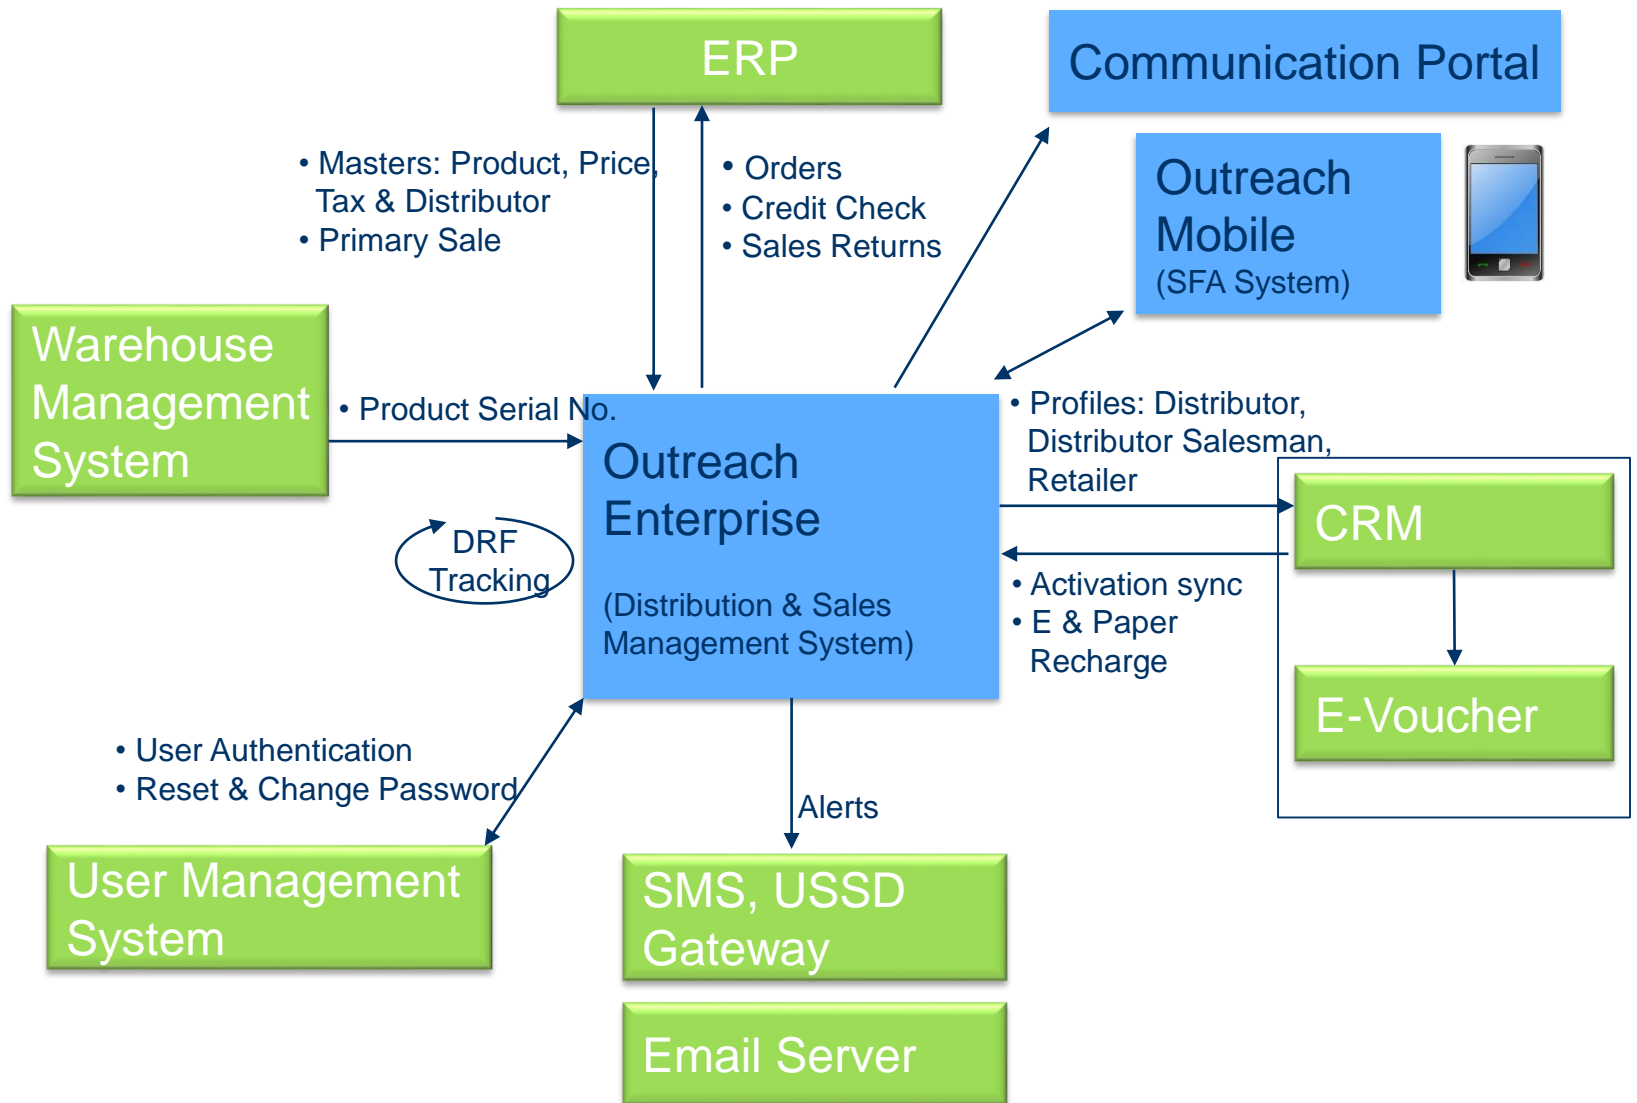 ERP
Communication Portal
• Masters: Product, Price,
Tax & Distributor
• Primary Sale
• Orders
• Credit Check
• Sales Returns
Outreach
Mobile
(SFA System)
Warehouse
Management
System
• Product Serial No.
• Profiles: Distributor,
Distributor Salesman,
Retailer
Outreach
Enterprise
(Distribution & Sales
Management System)
DRF
Tracking
CRM
• Activation sync
• E & Paper
Recharge
E-Voucher
• User Authentication
• Reset & Change Password
Alerts
User Management
System
SMS, USSD
Gateway
Email Server